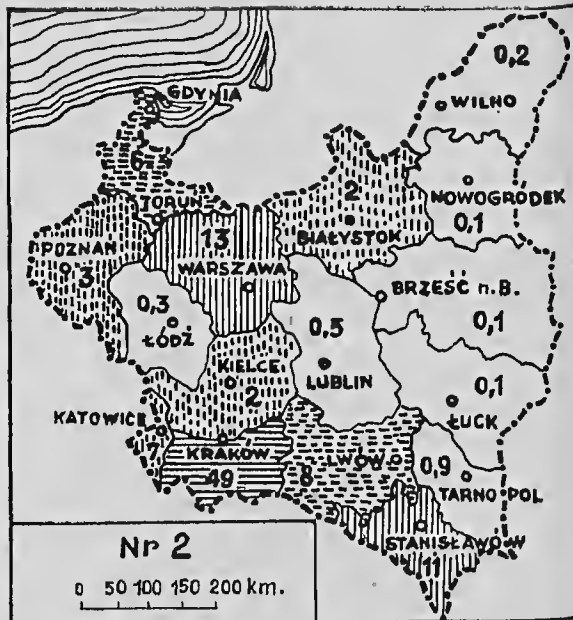 GDYNIA
0,2
WILNO
6
TORUŃ
2
BIAŁYSTOK
NOWOGRÓDEK
0,1
POZNAŃ
3
13
WARSZAWA
BRZEŚĆ n.B.
0,1
0,3
ŁÓDŹ
0,5
LUBLIN
KIELCE
2
0,1
ŁUCK
KATOWICE
7
KRAKÓW
49
8
LWÓW
0,9
TARNOPOL
STANISŁAWÓW
11
Nr 2
0 50 100 150 200 km.